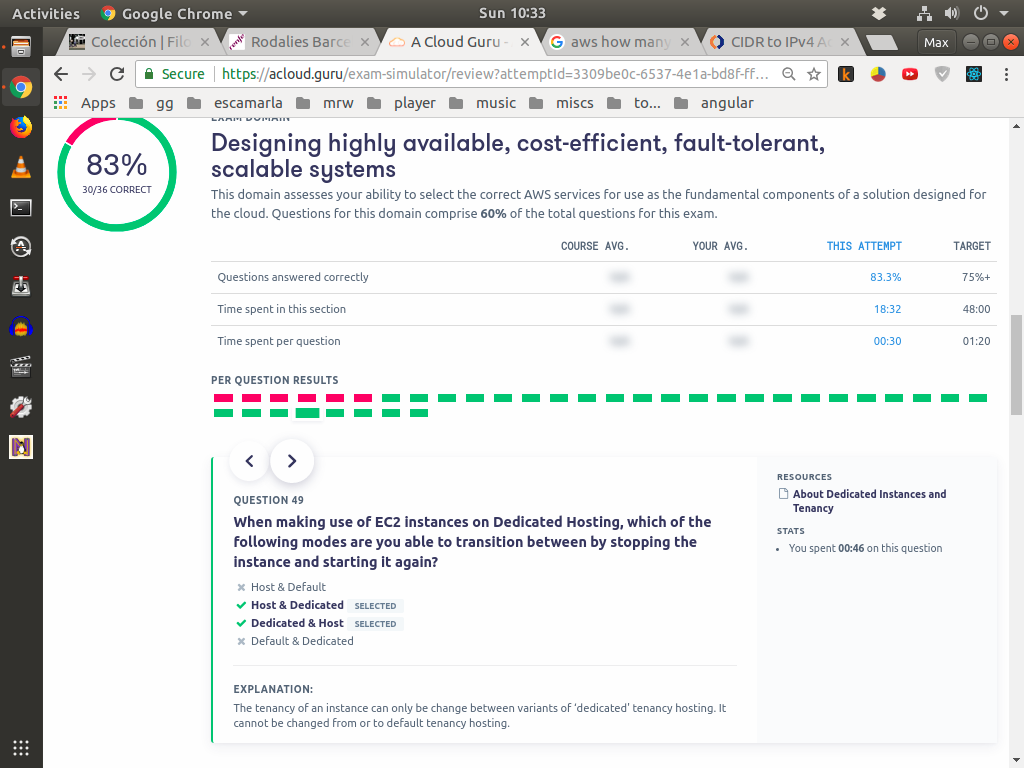 Activities Google Chrome Sun 10:33
Colección | Filo Rodalies Barce A Cloud Guru - aws how many CIDR to IPv4 A Max
Secure https://acloud.guru/exam-simulator/review?attemptId=3309be0c-6537-4e1a-bd8f-ff...
Apps gg escamarla mrw player music miscs to... angular
EXAM DOMAIN
83%
30/36 CORRECT
Designing highly available, cost-efficient, fault-tolerant,
scalable systems
This domain assesses your ability to select the correct AWS services for use as the fundamental components of a solution designed for
the cloud. Questions for this domain comprise 60% of the total questions for this exam.
COURSE AVG. YOUR AVG. THIS ATTEMPT TARGET
Questions answered correctly 83.3% 75%+
Time spent in this section 18:32 48:00
Time spent per question 00:30 01:20
PER QUESTION RESULTS
QUESTION 49
When making use of EC2 instances on Dedicated Hosting, which of the
following modes are you able to transition between by stopping the
instance and starting it again?
Host & Default
Host & Dedicated SELECTED
Dedicated & Host SELECTED
Default & Dedicated
EXPLANATION:
The tenancy of an instance can only be change between variants of ‘dedicated’ tenancy hosting. It
cannot be changed from or to default tenancy hosting.
RESOURCES
About Dedicated Instances and
Tenancy
STATS
You spent 00:46 on this question